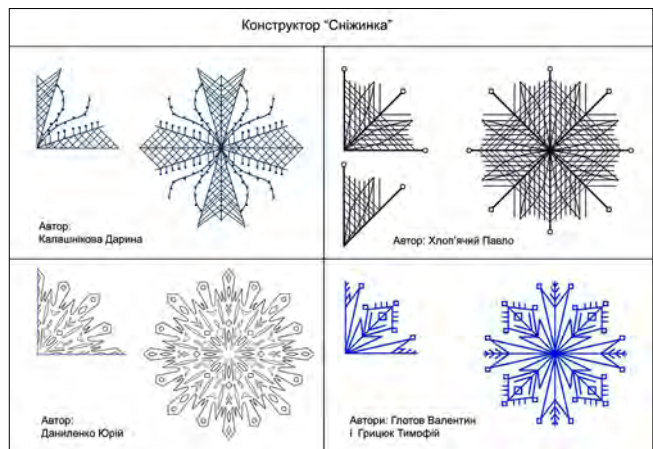 Конструктор "Сніжинка"
Автор:
Калашнікова Дарина
Автор: Хлоп'ячий Павло
Автор:
Даниленко Юрій
Автори: Глотов Валентин
і Грицюк Тимофій